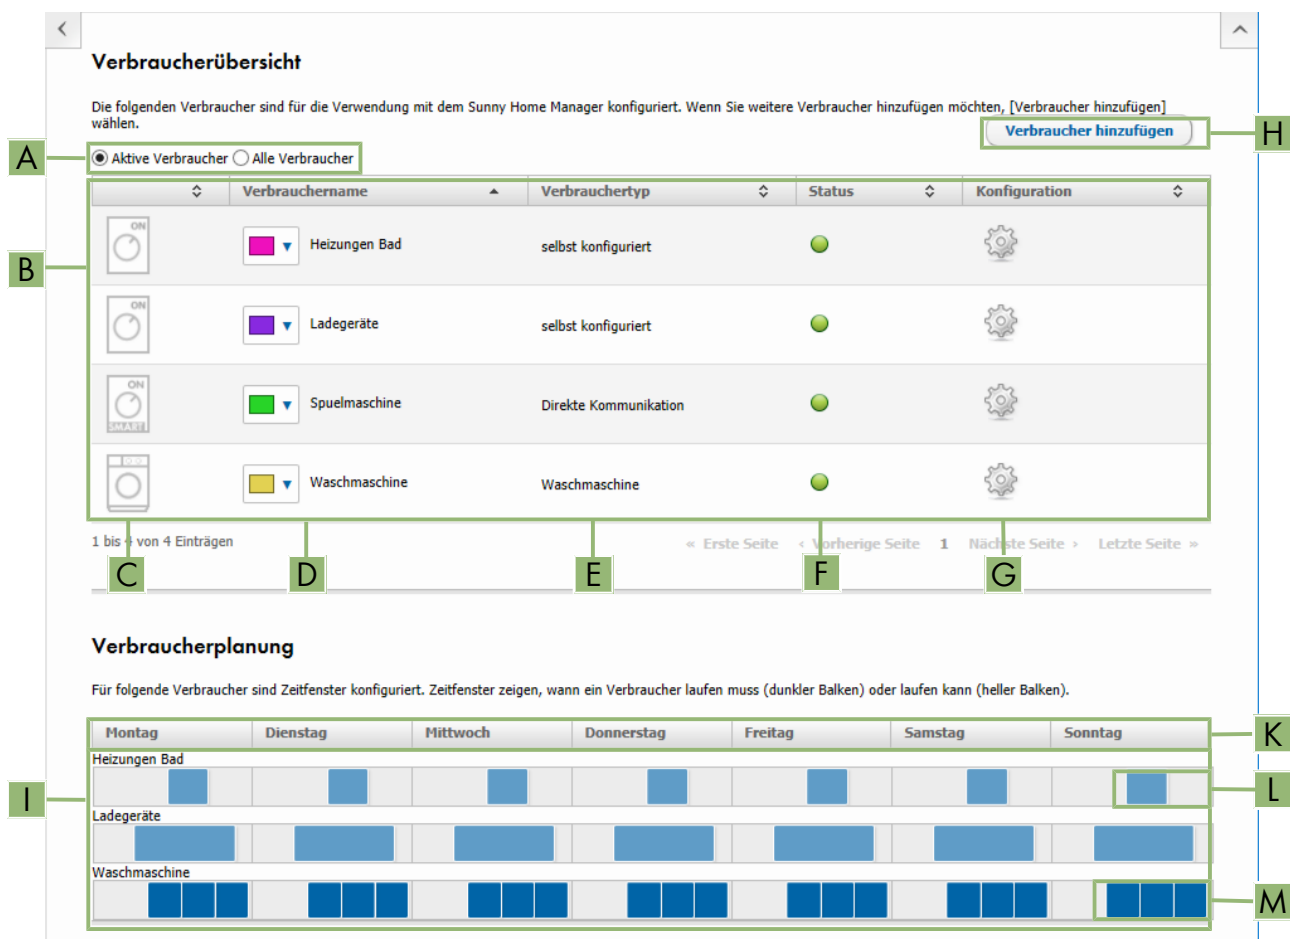 Verbraucherübersicht
Die folgenden Verbraucher sind für die Verwendung mit dem Sunny Home Manager konfiguriert. Wenn Sie weitere Verbraucher hinzufügen möchten, [Verbraucher hinzufügen]
wählen.
Verbraucher hinzufügen H
A Aktive Verbraucher Alle Verbraucher
Verbrauchername Verbrauchertyp Status Konfiguration
ON Heizungen Bad selbst konfiguriert
B
ON Ladegeräte selbst konfiguriert
ON SMART Spuelmaschine Direkte Kommunikation
Waschmaschine Waschmaschine
1 bis 4 von 4 Einträgen « Erste Seite ‹ Vorherige Seite 1 Nächste Seite › Letzte Seite »
C D E F G
Verbraucherplanung
Für folgende Verbraucher sind Zeitfenster konfiguriert. Zeitfenster zeigen, wann ein Verbraucher laufen muss (dunkler Balken) oder laufen kann (heller Balken).
Montag Dienstag Mittwoch Donnerstag Freitag Samstag Sonntag K
Heizungen Bad
I L
Ladegeräte
Waschmaschine
M